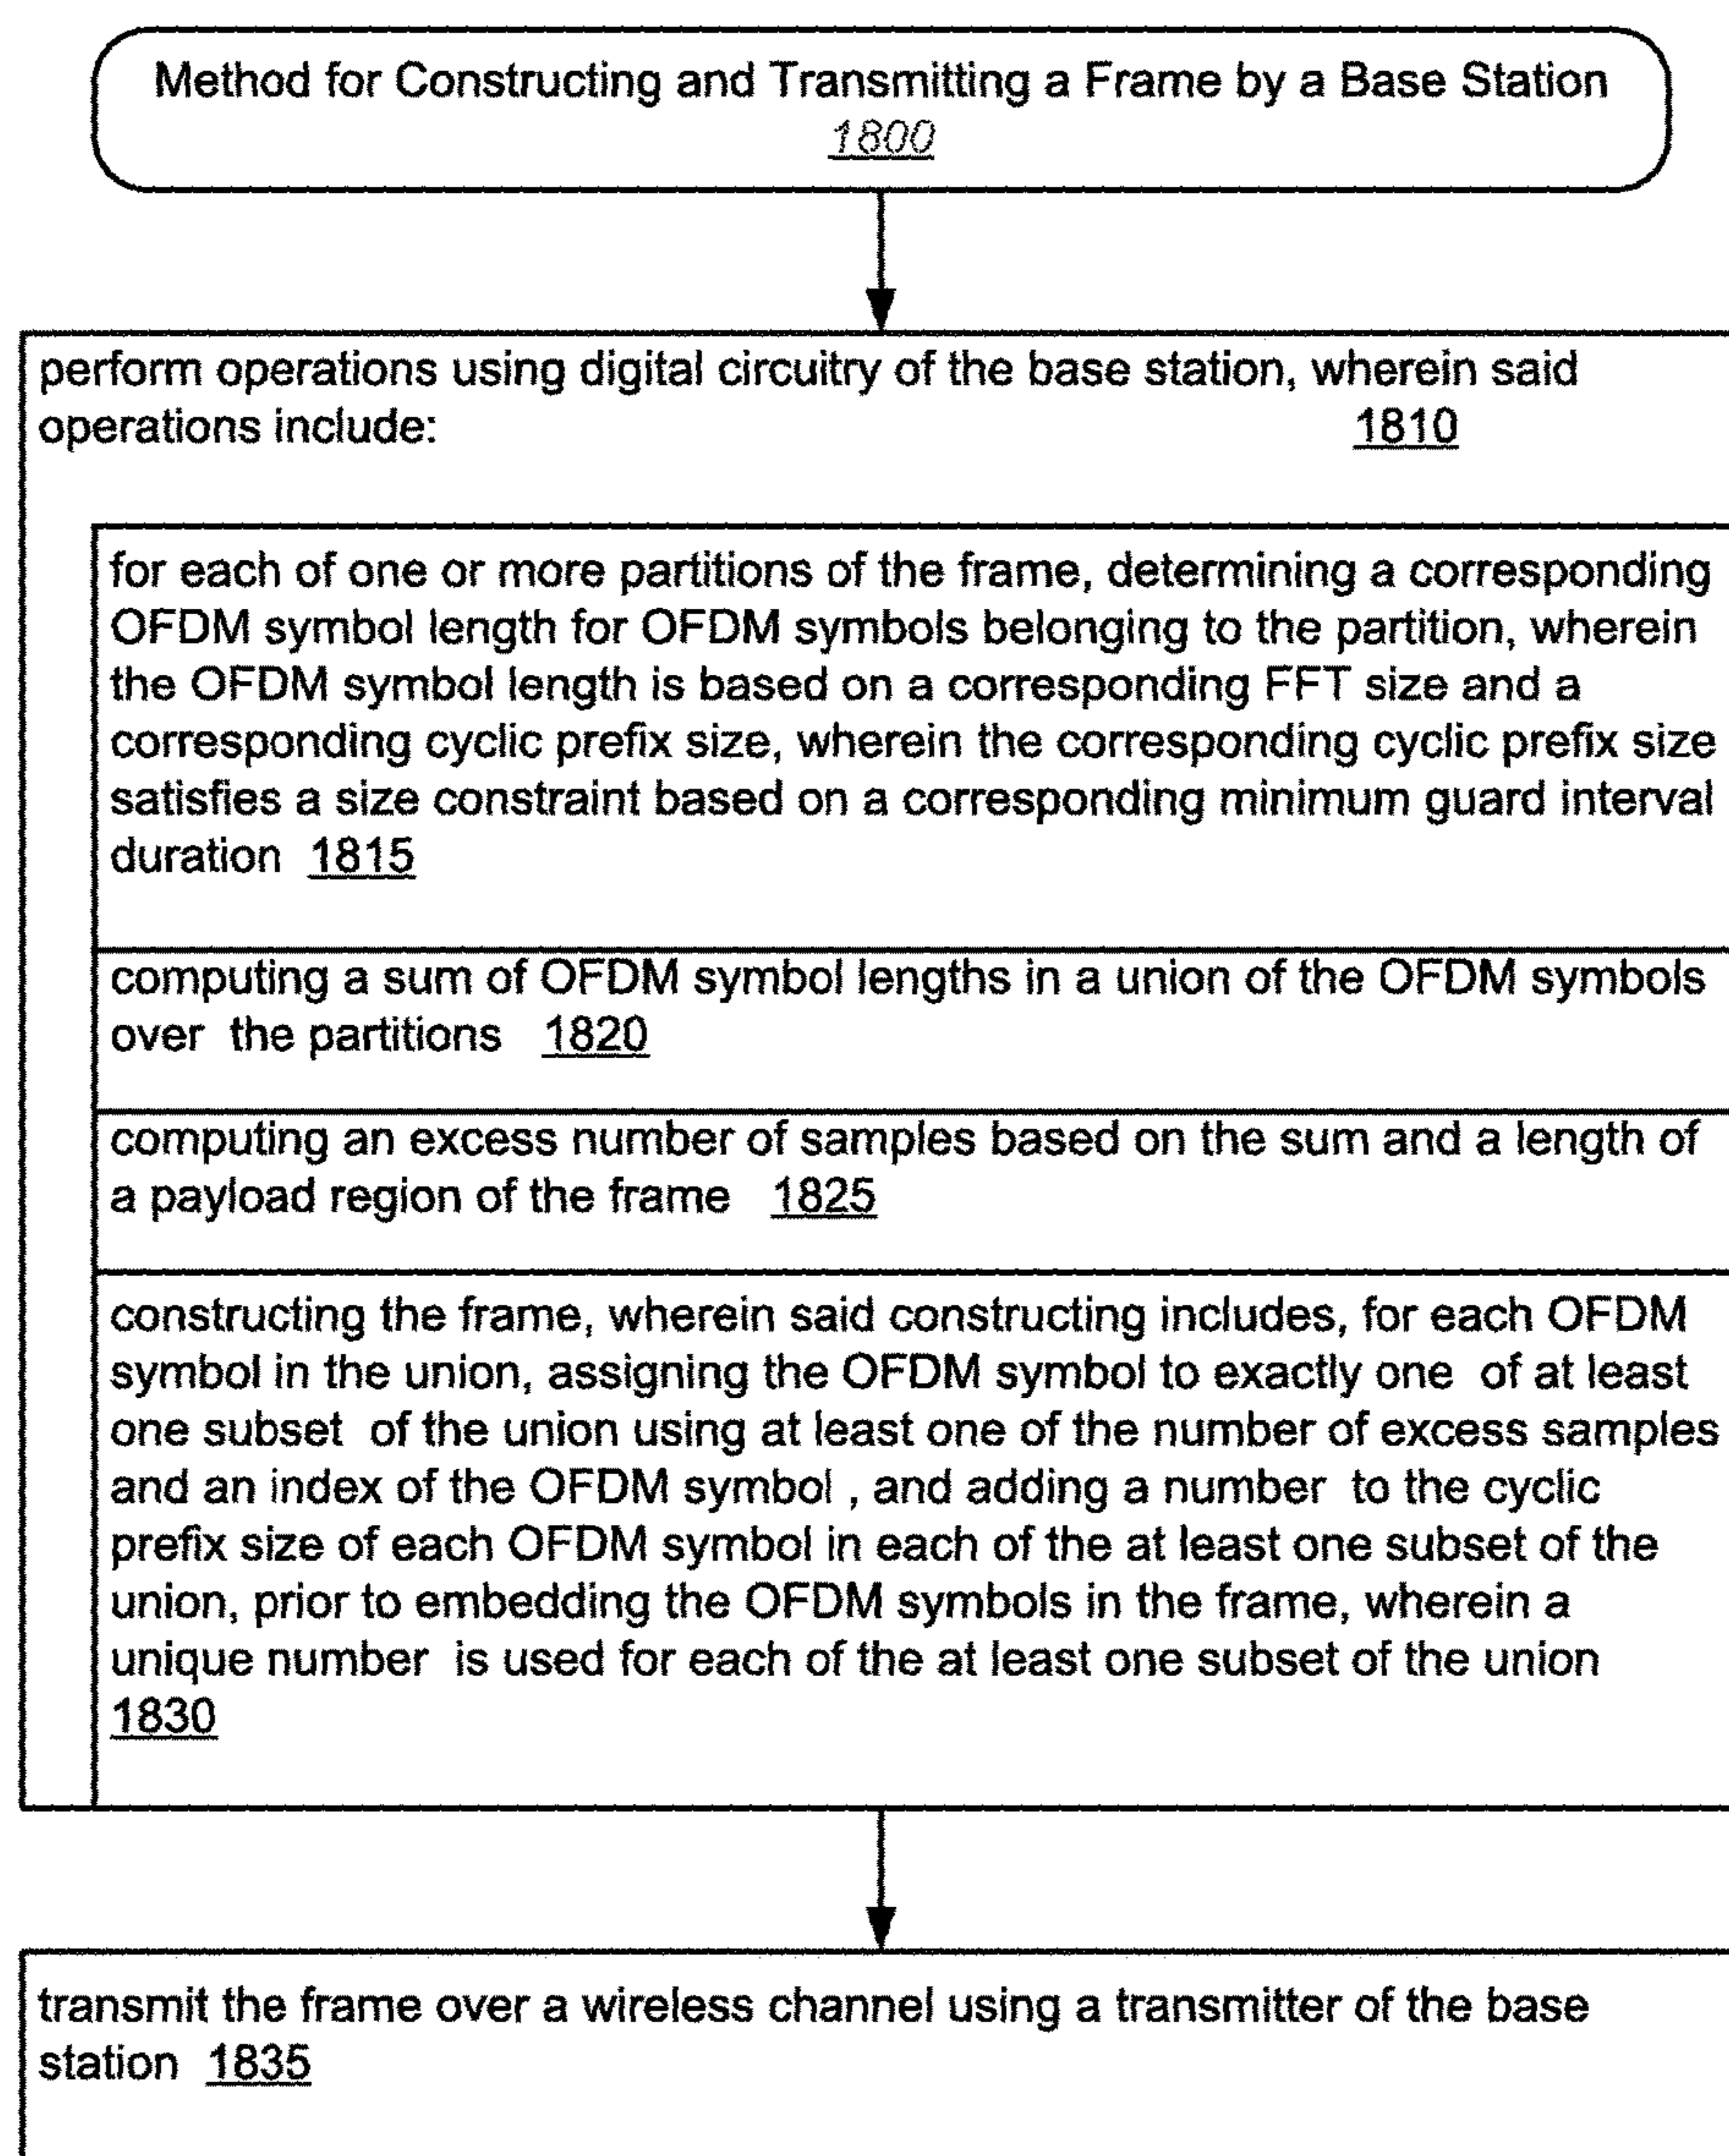 Method for Constructing and Transmitting a Frame by a Base Station
1800
perform operations using digital circuitry of the base station, wherein said
operations include: 1810
for each of one or more partitions of the frame, determining a corresponding
OFDM symbol length for OFDM symbols belonging to the partition, wherein
the OFDM symbol length is based on a corresponding FFT size and a
corresponding cyclic prefix size, wherein the corresponding cyclic prefix size
satisfies a size constraint based on a corresponding minimum guard interval
duration 1815
computing a sum of OFDM symbol lengths in a union of the OFDM symbols
over the partitions 1820
computing an excess number of samples based on the sum and a length of
a payload region of the frame 1825
constructing the frame, wherein said constructing includes, for each OFDM
symbol in the union, assigning the OFDM symbol to exactly one of at least
one subset of the union using at least one of the number of excess samples
and an index of the OFDM symbol , and adding a number to the cyclic
prefix size of each OFDM symbol in each of the at least one subset of the
union, prior to embedding the OFDM symbols in the frame, wherein a
unique number is used for each of the at least one subset of the union
1830
transmit the frame over a wireless channel using a transmitter of the base
station 1835